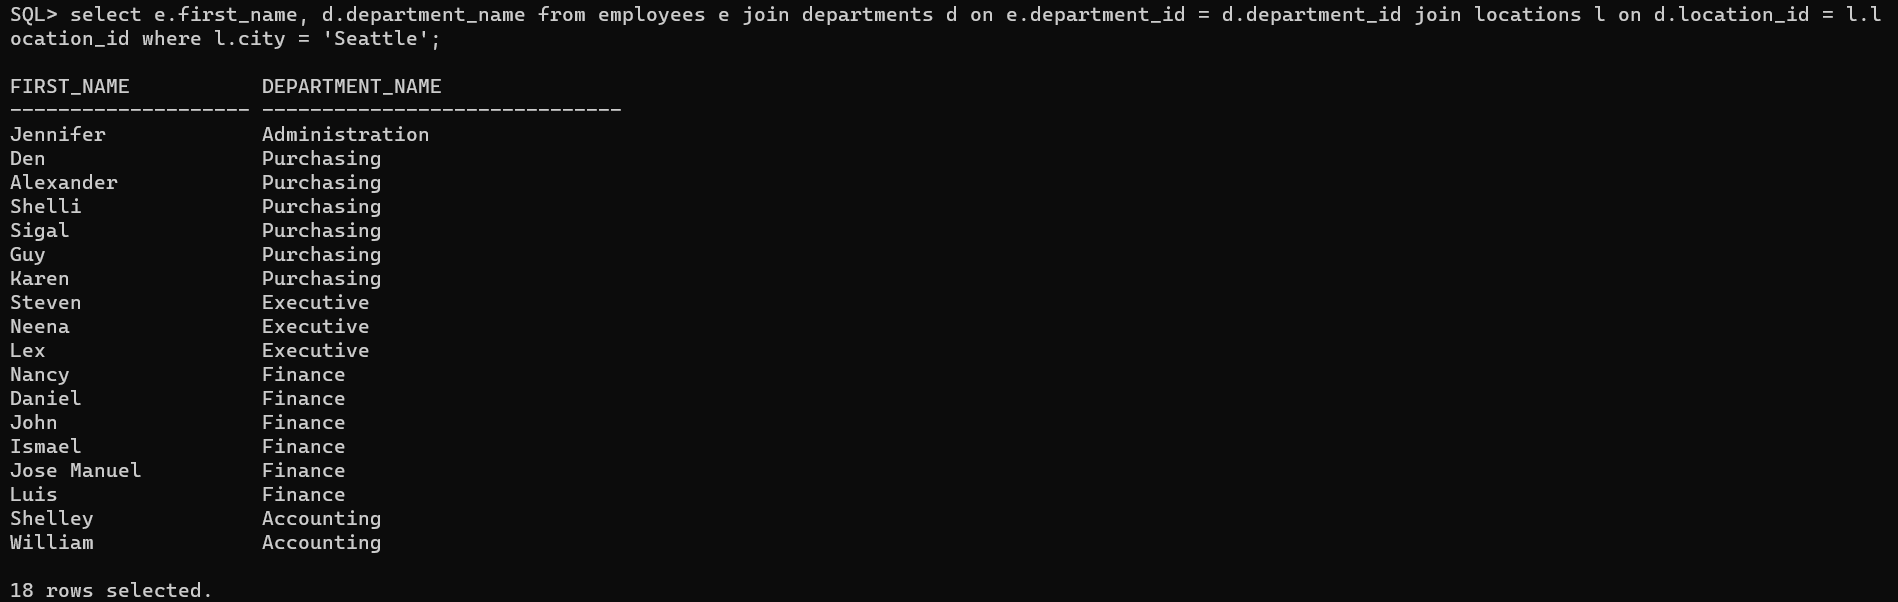 SQL> select e.first_name, d.department_name from employees e join departments d on e.department_id = d.department_id join locations l on d.location_id = l.l
ocation_id where l.city = 'Seattle';
FIRST_NAME           DEPARTMENT_NAME
-------------------- ------------------------------
Jennifer             Administration
Den                  Purchasing
Alexander            Purchasing
Shelli               Purchasing
Sigal                Purchasing
Guy                  Purchasing
Karen                Purchasing
Steven               Executive
Neena                Executive
Lex                  Executive
Nancy                Finance
Daniel               Finance
John                 Finance
Ismael               Finance
Jose Manuel          Finance
Luis                 Finance
Shelley              Accounting
William              Accounting
18 rows selected.